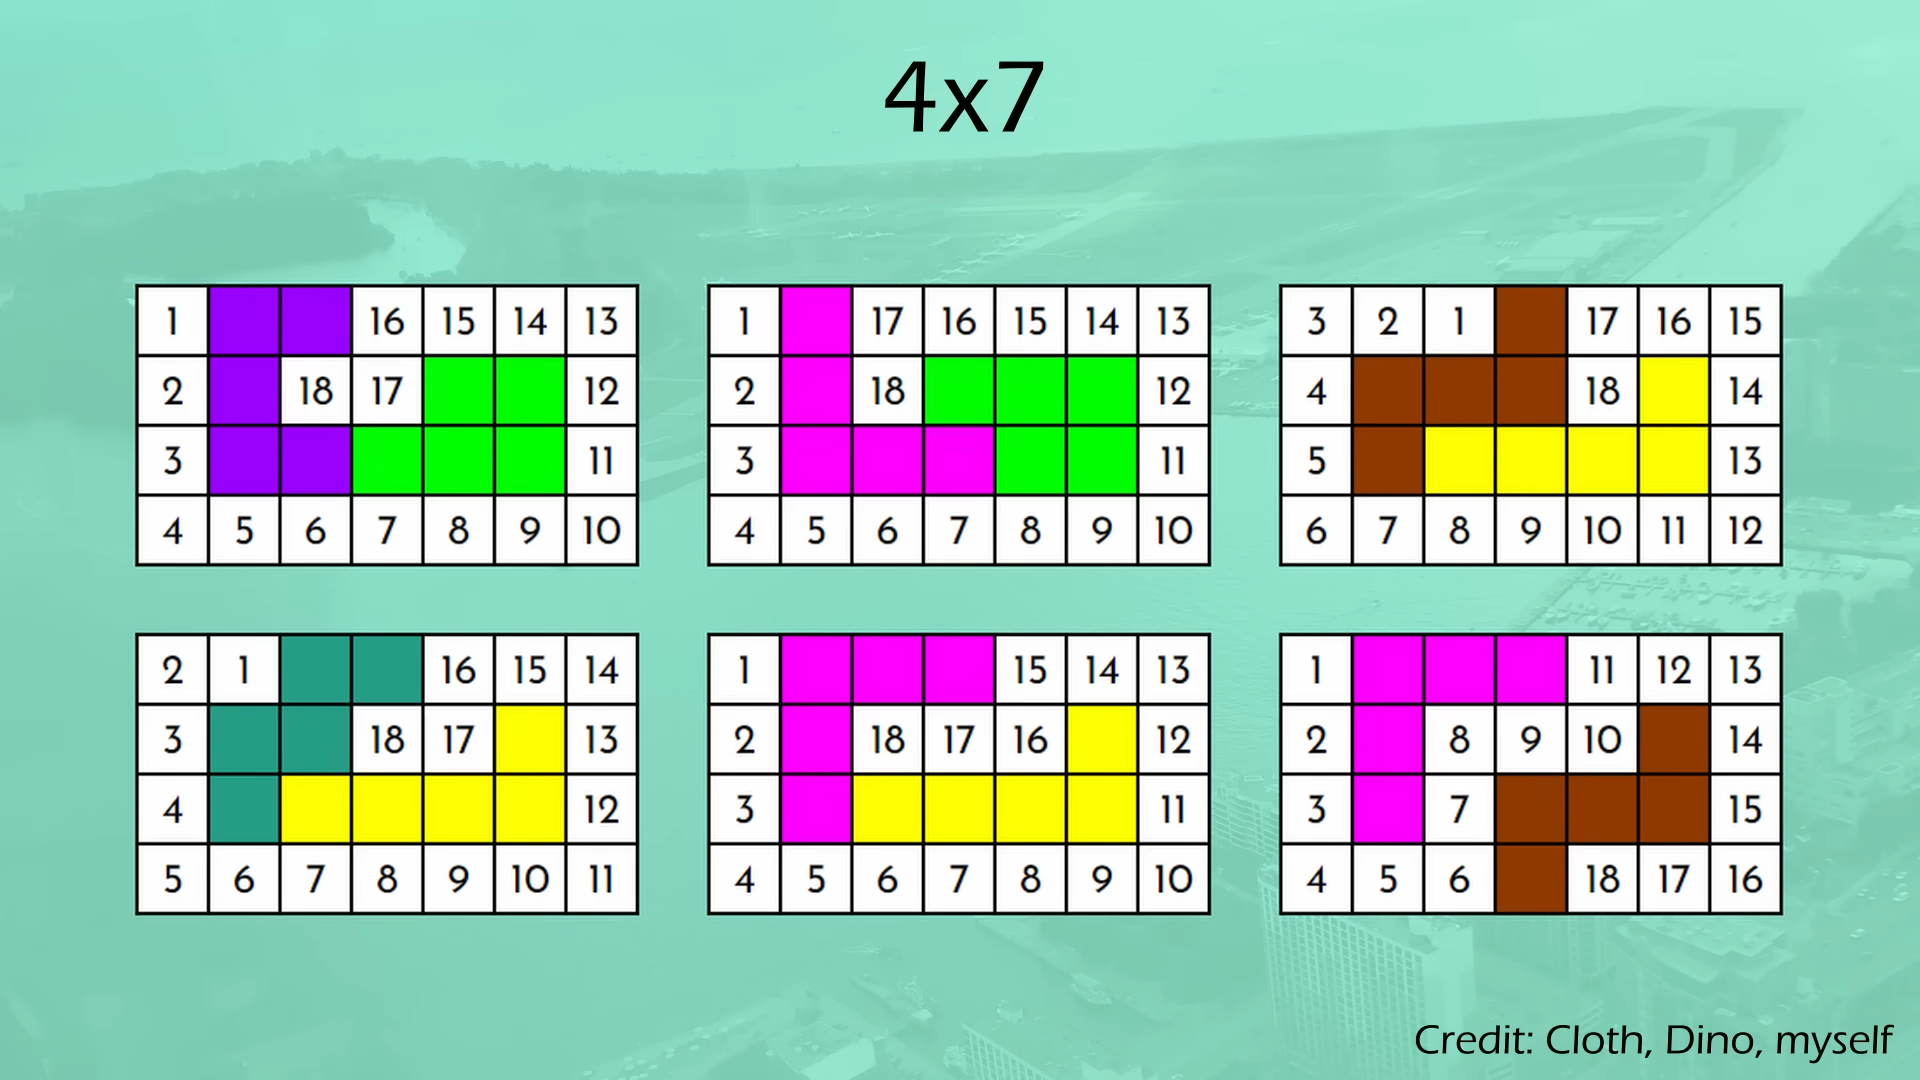 4x7
1 16 15 14 13
2 18 17 12
3 11
4 5 6 7 8 9 10
1 17 16 15 14 13
2 18 12
3 11
4 5 6 7 8 9 10
3 2 1 17 16 15
4 18 14
5 13
6 7 8 9 10 11 12
2 1 16 15 14
3 18 17 13
4 12
5 6 7 8 9 10 11
1 15 14 13
2 18 17 16 12
3 11
4 5 6 7 8 9 10
1 11 12 13
2 8 9 10 14
3 7 15
4 5 6 18 17 16
Credit: Cloth, Dino, myself